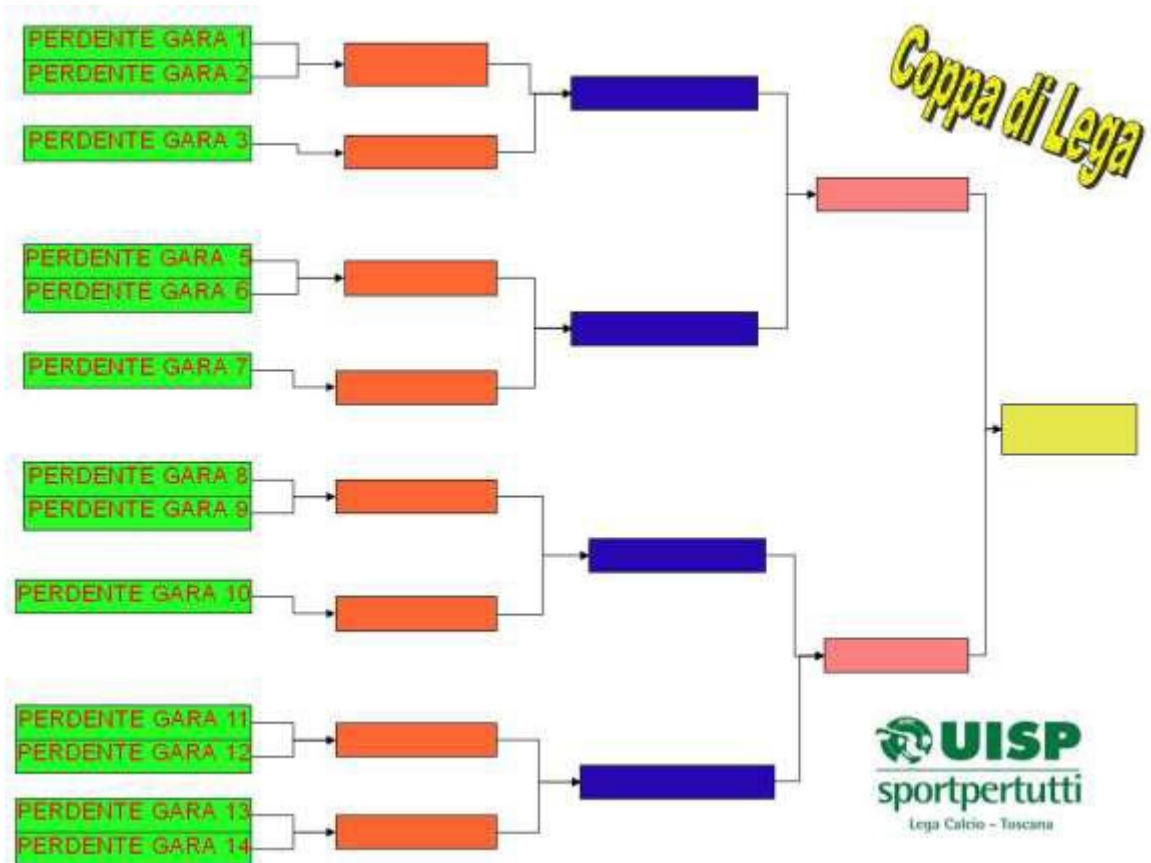 PERDENTE GARA 1
PERDENTE GARA 2
PERDENTE GARA 3
Coppa di Lega
PERDENTE GARA 5
PERDENTE GARA 6
PERDENTE GARA 7
PERDENTE GARA 8
PERDENTE GARA 9
PERDENTE GARA 10
PERDENTE GARA 11
PERDENTE GARA 12
PERDENTE GARA 13
PERDENTE GARA 14
UISP
sportpertutti
Lega Calcio - Toscana